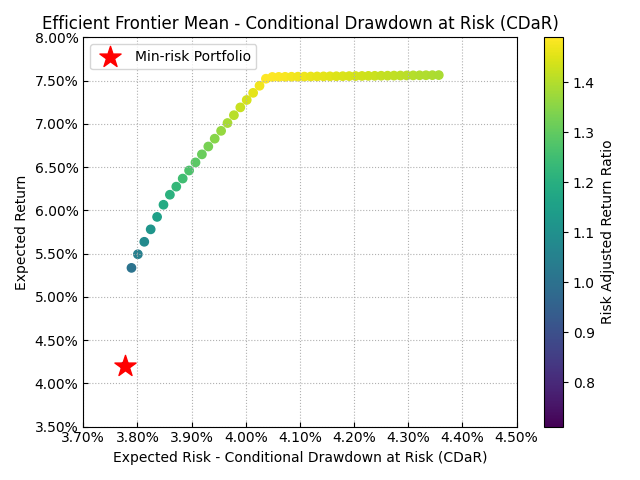 Efficient Frontier Mean - Conditional Drawdown at Risk (CDaR)
8.00%
7.50%
7.00%
6.50%
6.00%
5.50%
5.00%
4.50%
4.00%
3.50%
Expected Return
Min-risk Portfolio
3.70% 3.80% 3.90% 4.00% 4.10% 4.20% 4.30% 4.40% 4.50%
Expected Risk - Conditional Drawdown at Risk (CDaR)
1.4
1.3
1.2
1.1
1.0
0.9
0.8
Risk Adjusted Return Ratio